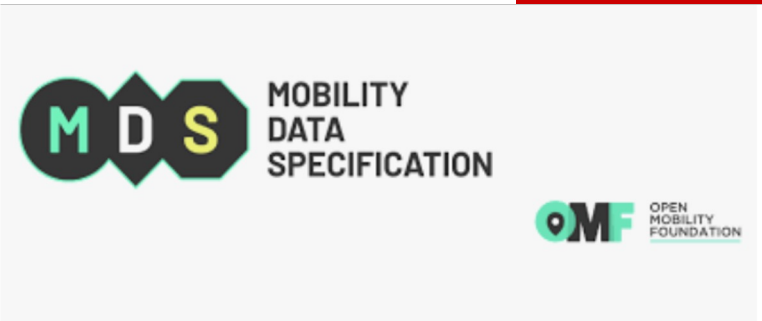 MDS
MOBILITY
DATA
SPECIFICATION
OMF
OPEN
MOBILITY
FOUNDATION